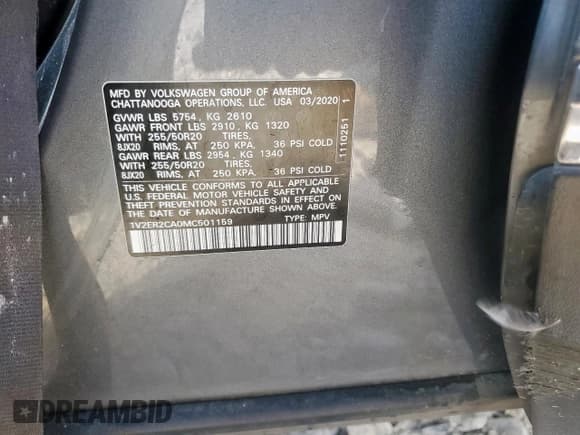 MFD BY VOLKSWAGEN GROUP OF AMERICA
CHATTANOOGA OPERATIONS, LLC. USA 03/2020
GVWR LBS 5754, KG 2610
GAWR FRONT LBS 2910, KG 1320
WITH 255/50R20 TIRES, -
8JX20 RIMS, AT 250 KPA, 36 PSI COLD
GAWR REAR LBS 2954, KG 1340
WITH 255/50R20 TIRES, -
8JX20 RIMS, AT 250 KPA, -36 PSI COLD
THIS VEHICLE CONFORMS TO ALL APPLICABLE
U.S. FEDERAL MOTOR VEHICLE SAFETY AND
THEFT PREVENTION STANDARDS IN EFFECT ON
THE DATE OF MANUFACTURE SHOWN ABOVE.
1V2ER2CA0MC501159 TYPE: MPV
1110251 1
DREAMBID